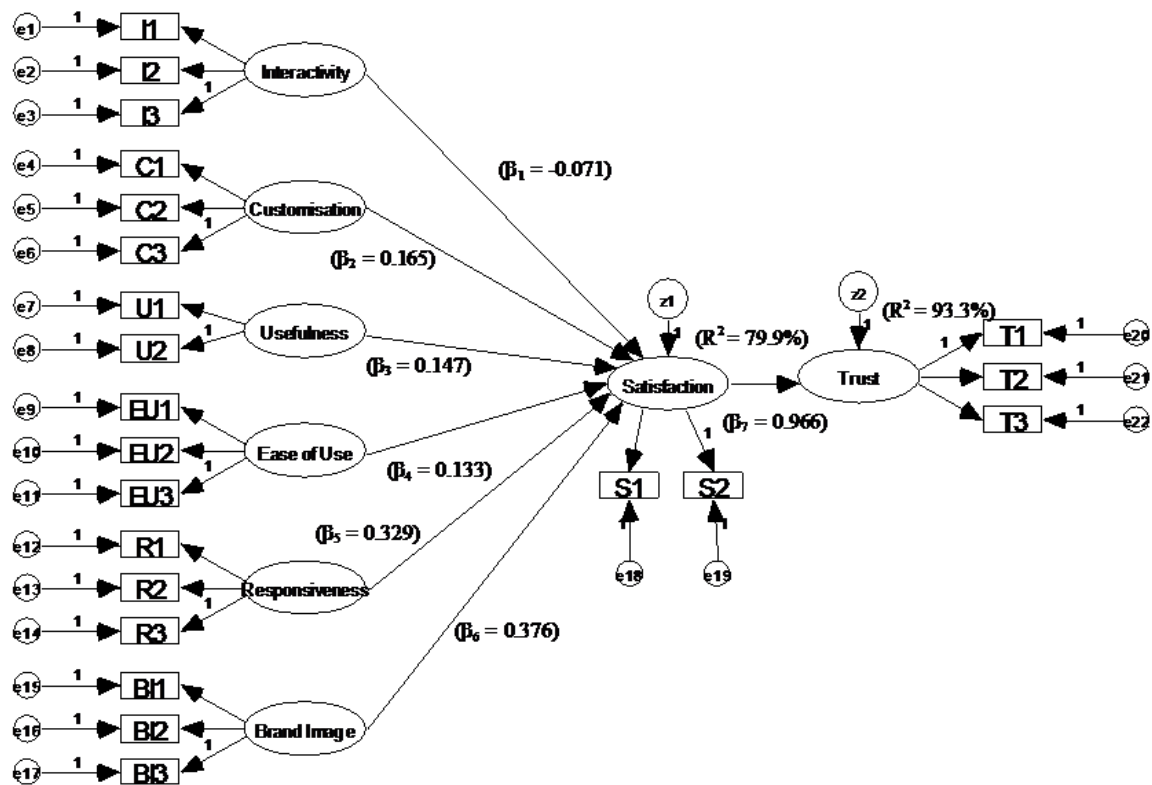 e1 1 I1
e2 1 I2
e3 1 I3
1
Interactivity
e4 1 C1
e5 1 C2
e6 1 C3
1
Customisation
e7 1 U1
e8 1 U2
1
Usefulness
e9 1 EU1
e10 1 EU2
e11 1 EU3
1
Ease of Use
e12 1 R1
e13 1 R2
e14 1 R3
1
Responsiveness
e15 1 BI1
e16 1 BI2
e17 1 BI3
1
Brand Image
(β1 = -0.071)
(β2 = 0.165)
(β3 = 0.147)
(β4 = 0.133)
(β5 = 0.329)
(β6 = 0.376)
z1
1
(R2 = 79.9%)
Satisfaction
(β7 = 0.966)
1
S1 S2
1 1
e18 e19
z2
1
(R2 = 93.3%)
Trust
1
T1 1 e20
T2 1 e21
T3 1 e22